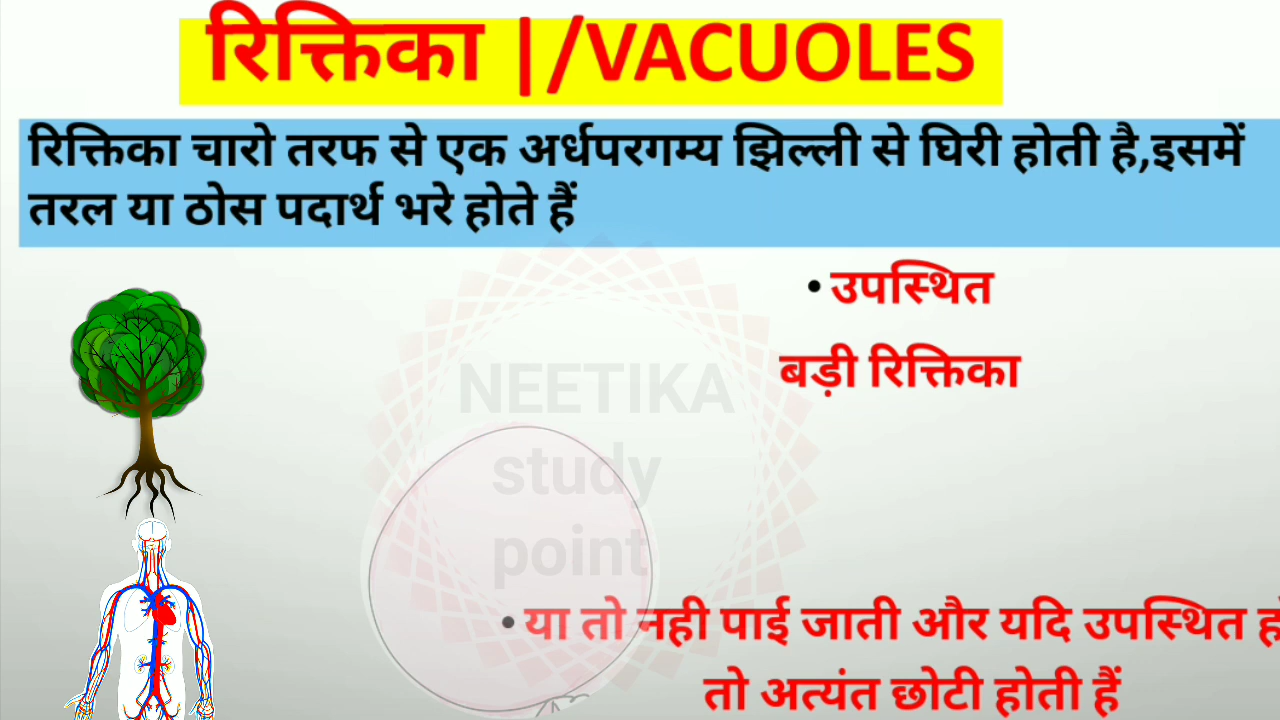 रिक्तिका |/VACUOLES
रिक्तिका चारो तरफ से एक अर्धपरगम्य झिल्ली से घिरी होती है,इसमें
तरल या ठोस पदार्थ भरे होते हैं
• उपस्थित
बड़ी रिक्तिका
NEETIKA
study
point
• या तो नही पाई जाती और यदि उपस्थित
तो अत्यंत छोटी होती हैं